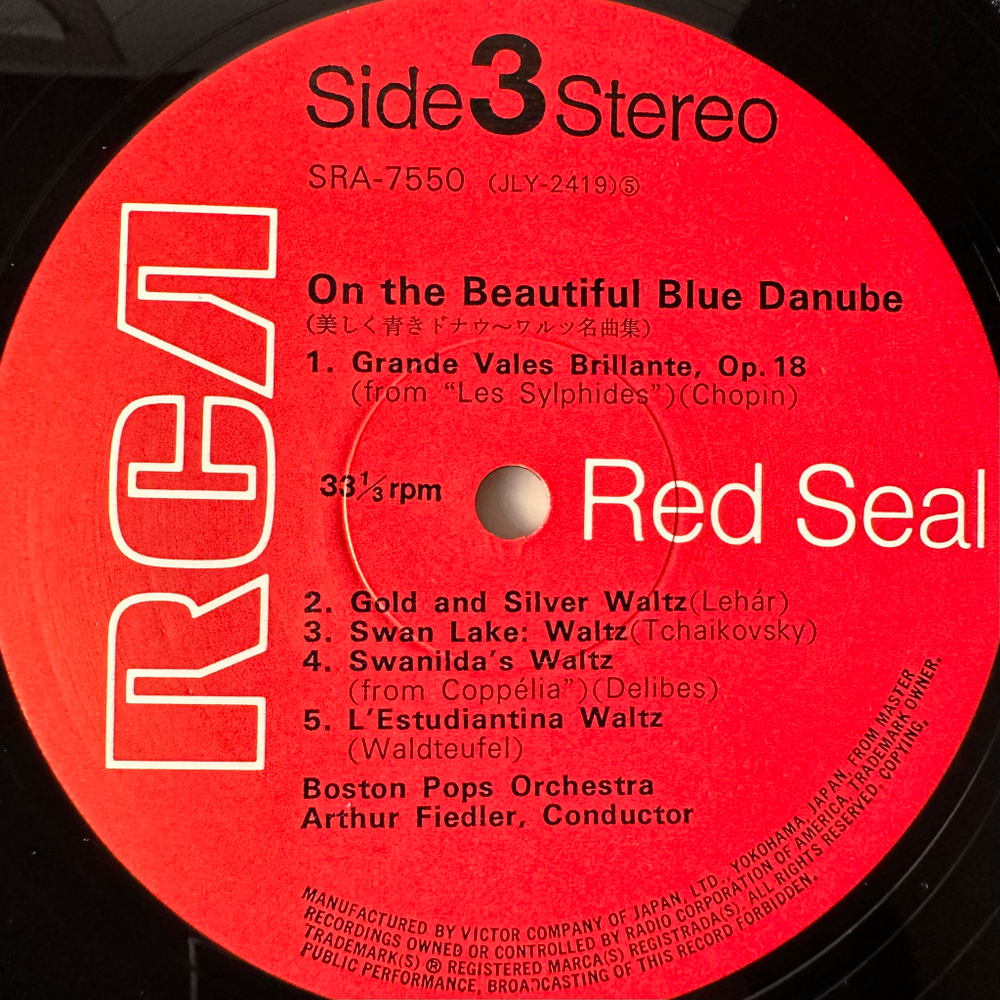 Side 3 Stereo
SRA-7550 (JLY-2419)⑤
RCA
On the Beautiful Blue Danube
(美しく青きドナウ〜ワルツ名曲集)
1. Grande Vales Brillante, Op. 18
(from “Les Sylphides”)(Chopin)
33⅓ rpm
Red Seal
2. Gold and Silver Waltz(Lehár)
3. Swan Lake: Waltz(Tchaikovsky)
4. Swanilda's Waltz
(from Coppélia”)(Delibes)
5. L'Estudiantina Waltz
(Waldteufel)
Boston Pops Orchestra
Arthur Fiedler, Conductor
MANUFACTURED BY VICTOR COMPANY OF JAPAN, LTD., YOKOHAMA, JAPAN, FROM MASTER
RECORDINGS OWNED OR CONTROLLED BY RADIO CORPORATION OF AMERICA, TRADEMARK OWNER.
TRADEMARK(S) ® REGISTERED MARCA(S) REGISTRADA(S). ALL RIGHTS RESERVED. COPYING,
PUBLIC PERFORMANCE, BROADCASTING OF THIS RECORD FORBIDDEN.